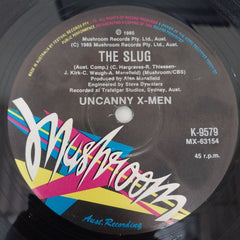 ℗ 1985
Mushroom Records Pty. Ltd., Aust.
(C) 1985 Mushroom Records Pty. Ltd., Aust.
THE SLUG
(Aust. Comp.) C. Hargraves-R. Thiessen-
J. Kirk-C. Waugh-A. Mansfield (Mushroom/CBS)
Produced by Alan Mansfield
Engineered by Steve Dywaters
Recorded at Trafalgar Studios, Sydney, Aust.
UNCANNY X-MEN
K-9579
MX-63154
45 r.p.m.
Mushroom
Aust. Recording